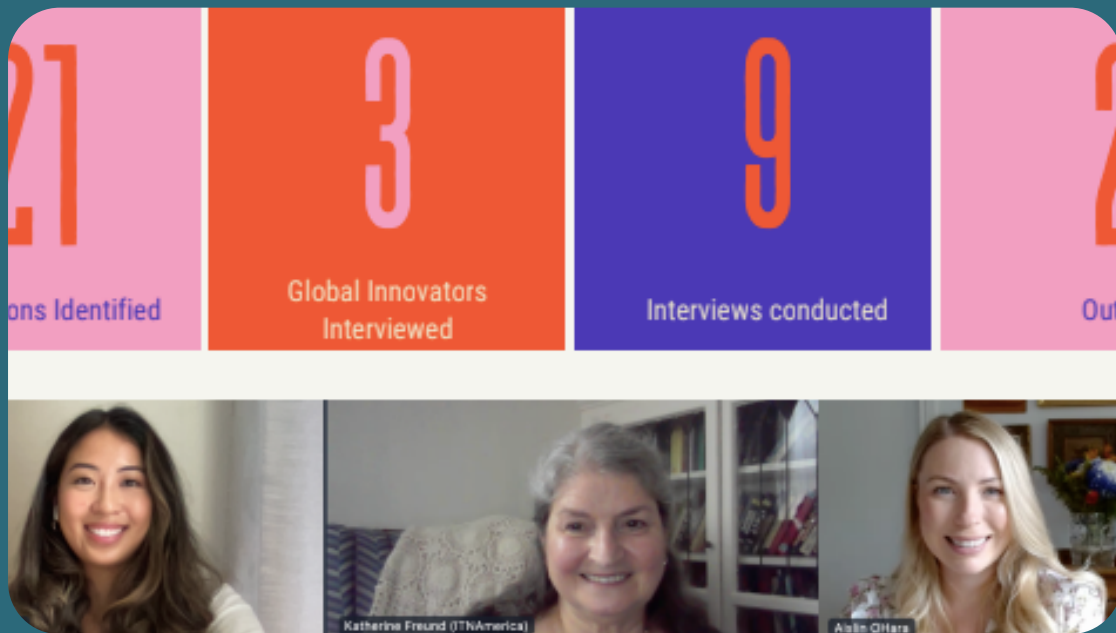 21
3
9
ons Identified
Global Innovators
Interviewed
Interviews conducted
Out
Katherine Freund (ITNAmerica)
Aislin OHara